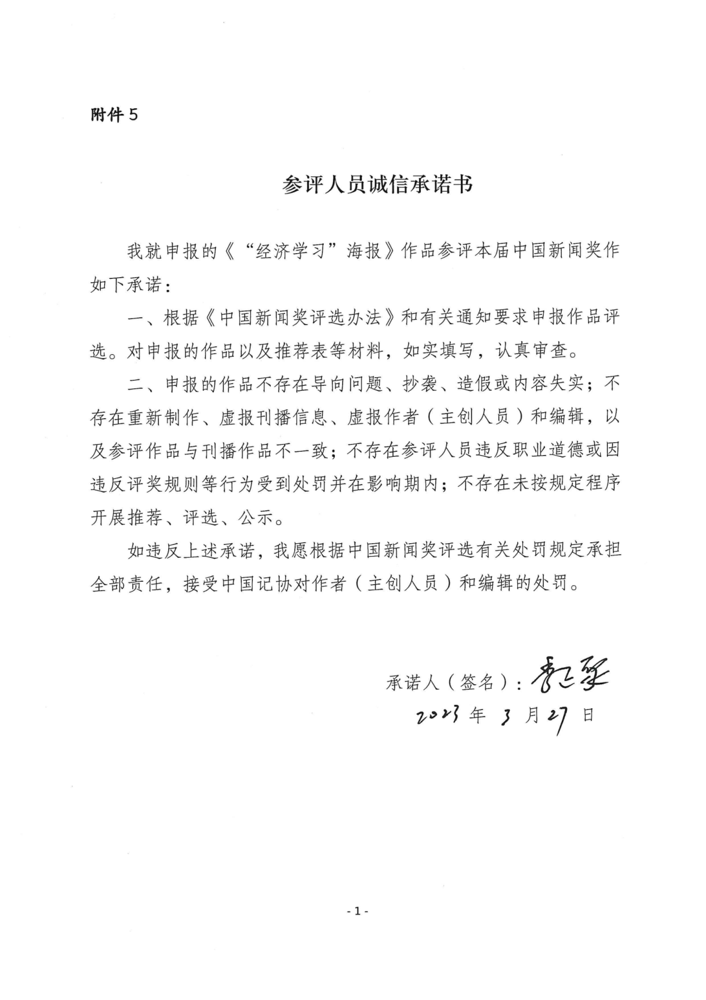 附件5
参评人员诚信承诺书
我就申报的《“经济学习”海报》作品参评本届中国新闻奖作
如下承诺：
一、根据《中国新闻奖评选办法》和有关通知要求申报作品评
选。对申报的作品以及推荐表等材料，如实填写，认真审查。
二、申报的作品不存在导向问题、抄袭、造假或内容失实；不
存在重新制作、虚报刊播信息、虚报作者（主创人员）和编辑，以
及参评作品与刊播作品不一致；不存在参评人员违反职业道德或因
违反评奖规则等行为受到处罚并在影响期内；不存在未按规定程序
开展推荐、评选、公示。
如违反上述承诺，我愿根据中国新闻奖评选有关处罚规定承担
全部责任，接受中国记协对作者（主创人员）和编辑的处罚。
承诺人（签名）：
2023年3月27日
- 1 -